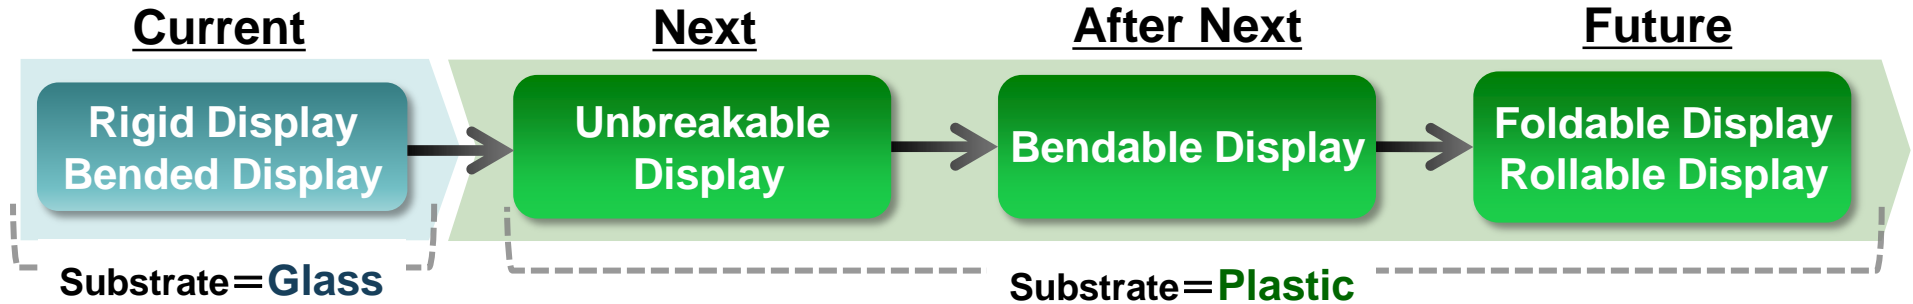 Current
Next
After Next
Future
Rigid Display
Bended Display
Unbreakable
Display
Bendable Display
Foldable Display
Rollable Display
Substrate＝Glass
Substrate＝Plastic